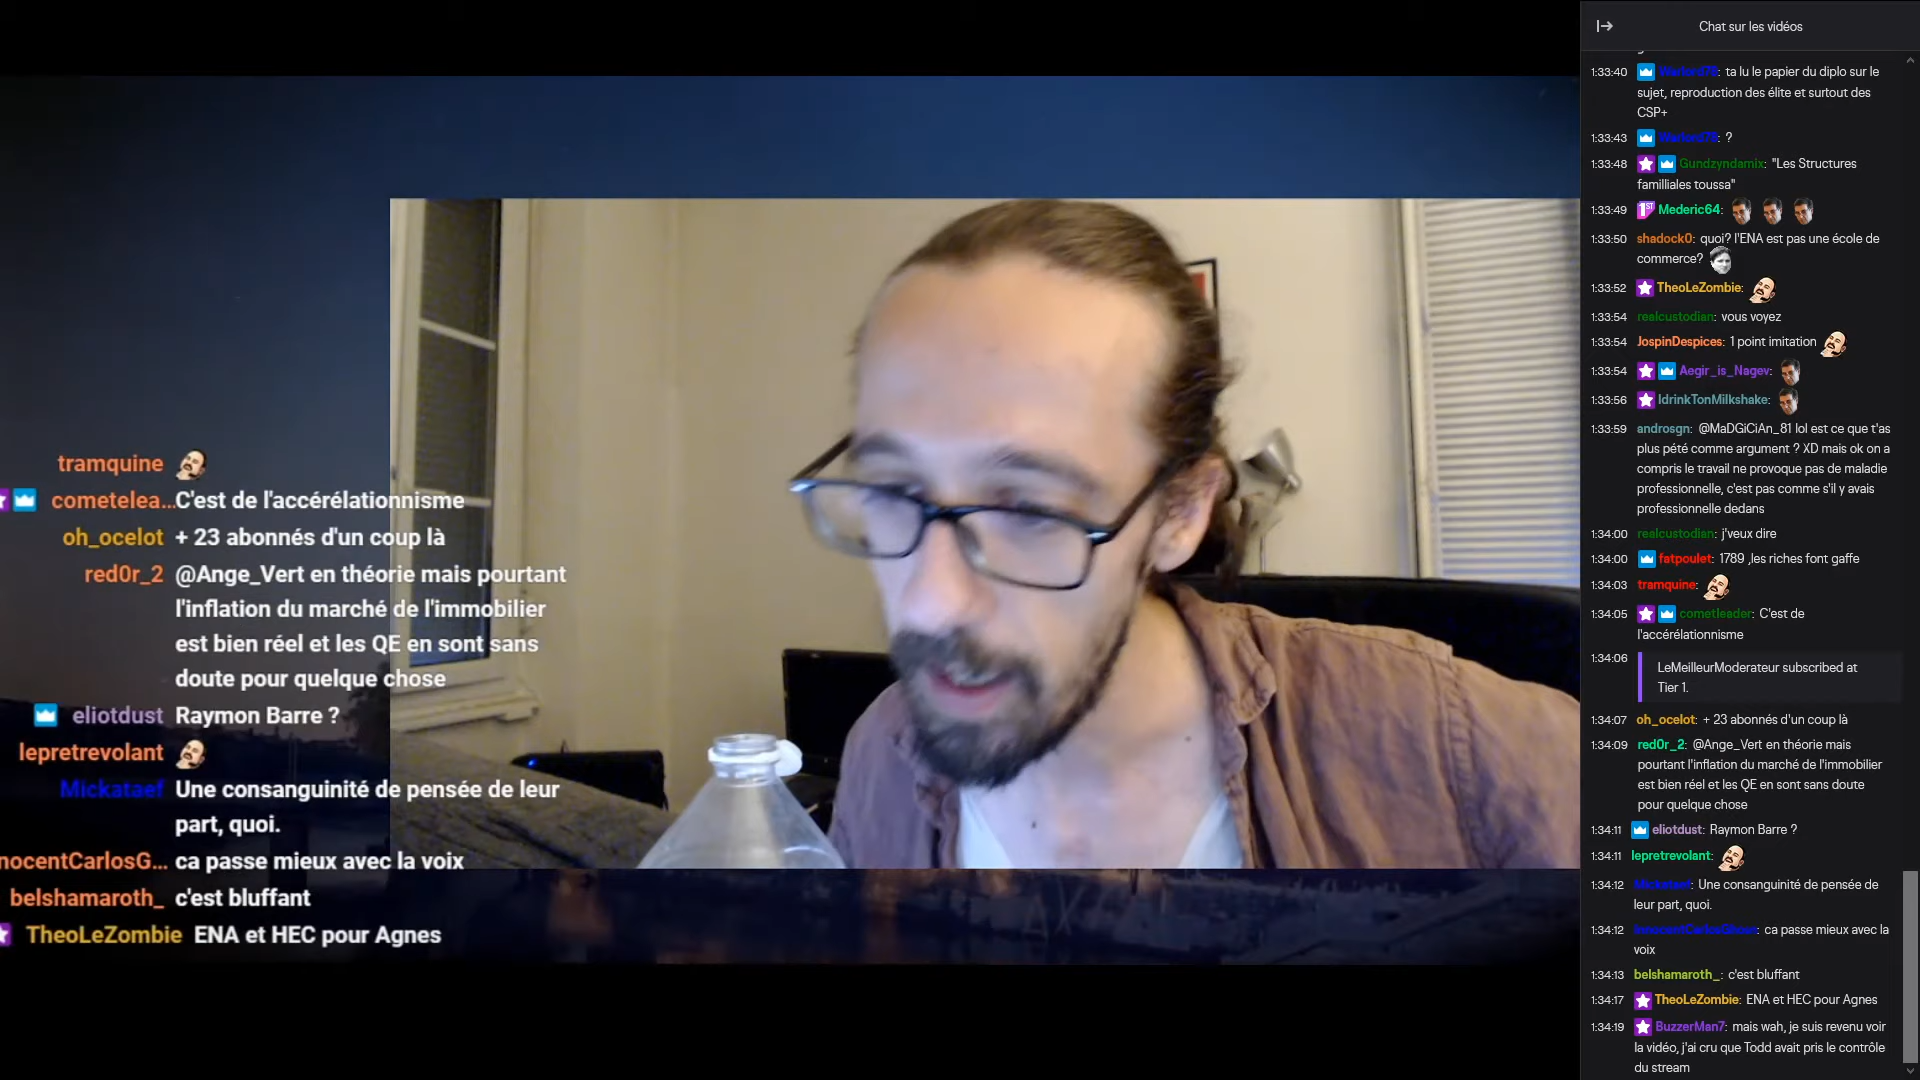 tramquine
cometelea... C'est de l'accérélationnisme
oh_ocelot + 23 abonnés d'un coup là
red0r_2 @Ange_Vert en théorie mais pourtant
l'inflation du marché de l'immobilier
est bien réel et les QE en sont sans
doute pour quelque chose
eliotdust Raymon Barre ?
lepretrevolant
Mickataef Une consanguinité de pensée de leur
part, quoi.
nocentCarlosG... ca passe mieux avec la voix
belshamaroth_ c'est bluffant
TheoLeZombie ENA et HEC pour Agnes
Chat sur les vidéos
1:33:40 Warlord78: ta lu le papier du diplo sur le
sujet, reproduction des élite et surtout des
CSP+
1:33:43 Warlord78: ?
1:33:48 Gundzyndamix: "Les Structures
familliales toussa"
1:33:49 1ST Mederic64:
1:33:50 shadock0: quoi? l'ENA est pas une école de
commerce?
1:33:52 TheoLeZombie:
1:33:54 realcustodian: vous voyez
1:33:54 JospinDespices: 1 point imitation
1:33:54 Aegir_is_Nagev:
1:33:56 IdrinkTonMilkshake:
1:33:59 androsgn: @MaDGiCiAn_81 lol est ce que t'as
plus pété comme argument ? XD mais ok on a
compris le travail ne provoque pas de maladie
professionnelle, c'est pas comme s'il y avais
professionnelle dedans
1:34:00 realcustodian: j'veux dire
1:34:00 fatpoulet: 1789 ,les riches font gaffe
1:34:03 tramquine:
1:34:05 cometleader: C'est de
l'accérélationnisme
1:34:06 LeMeilleurModerateur subscribed at
Tier 1.
1:34:07 oh_ocelot: + 23 abonnés d'un coup là
1:34:09 red0r_2: @Ange_Vert en théorie mais
pourtant l'inflation du marché de l'immobilier
est bien réel et les QE en sont sans doute
pour quelque chose
1:34:11 eliotdust: Raymon Barre ?
1:34:11 lepretrevolant:
1:34:12 Mickataef: Une consanguinité de pensée de
leur part, quoi.
1:34:12 ca passe mieux avec la
voix
1:34:13 belshamaroth_: c'est bluffant
1:34:17 TheoLeZombie: ENA et HEC pour Agnes
1:34:19 BuzzerMan7: mais wah, je suis revenu voir
la vidéo, j'ai cru que Todd avait pris le contrôle
du stream